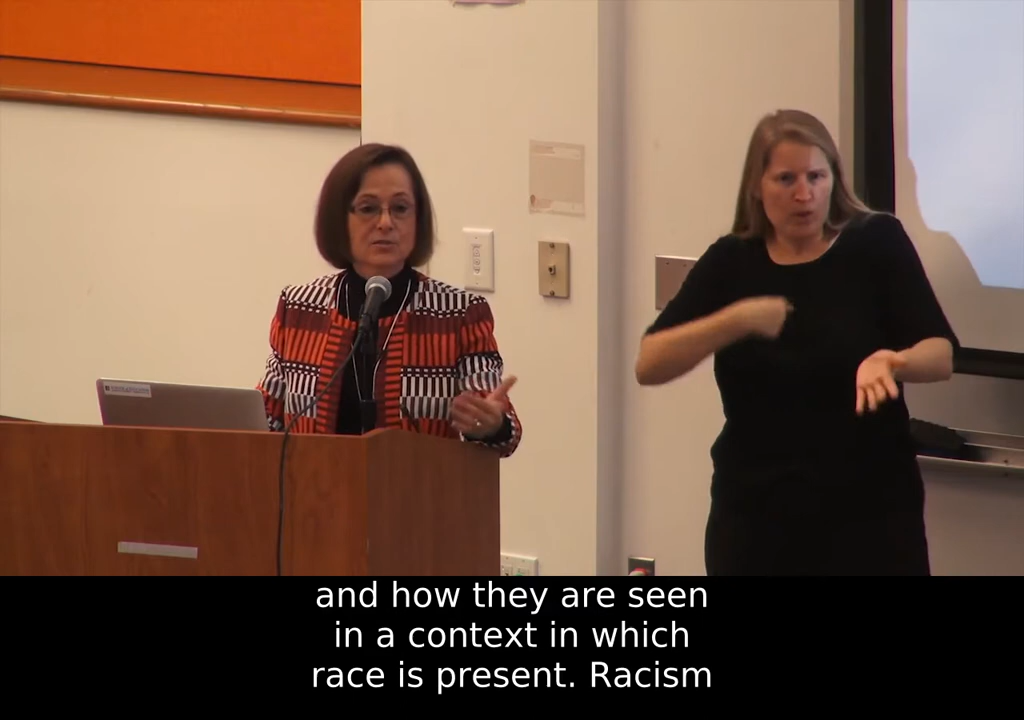 and how they are seen
in a context in which
race is present. Racism